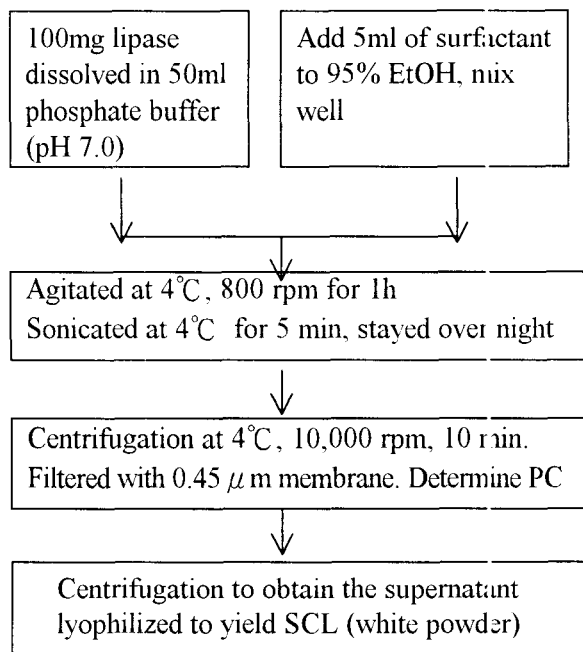 100mg lipase
dissolved in 50ml
phosphate buffer
(pH 7.0)
Add 5ml of surfactant
to 95% EtOH, mix
well
Agitated at 4℃, 800 rpm for 1h
Sonicated at 4℃ for 5 min, stayed over night
Centrifugation at 4℃, 10,000 rpm, 10 min.
Filtered with 0.45 μm membrane. Determine PC
Centrifugation to obtain the supernatant
lyophilized to yield SCL (white powder)